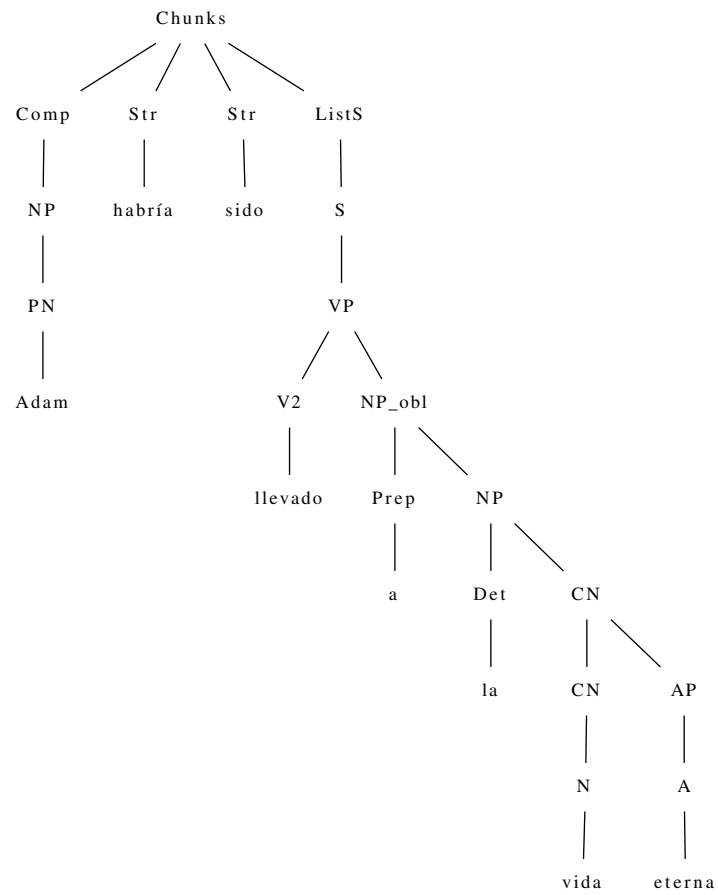 Chunks
Comp Str Str ListS
NP habría sido S
PN VP
Adam V2 NP_obl
llevado Prep NP
a Det CN
la CN AP
N A
vida eterna